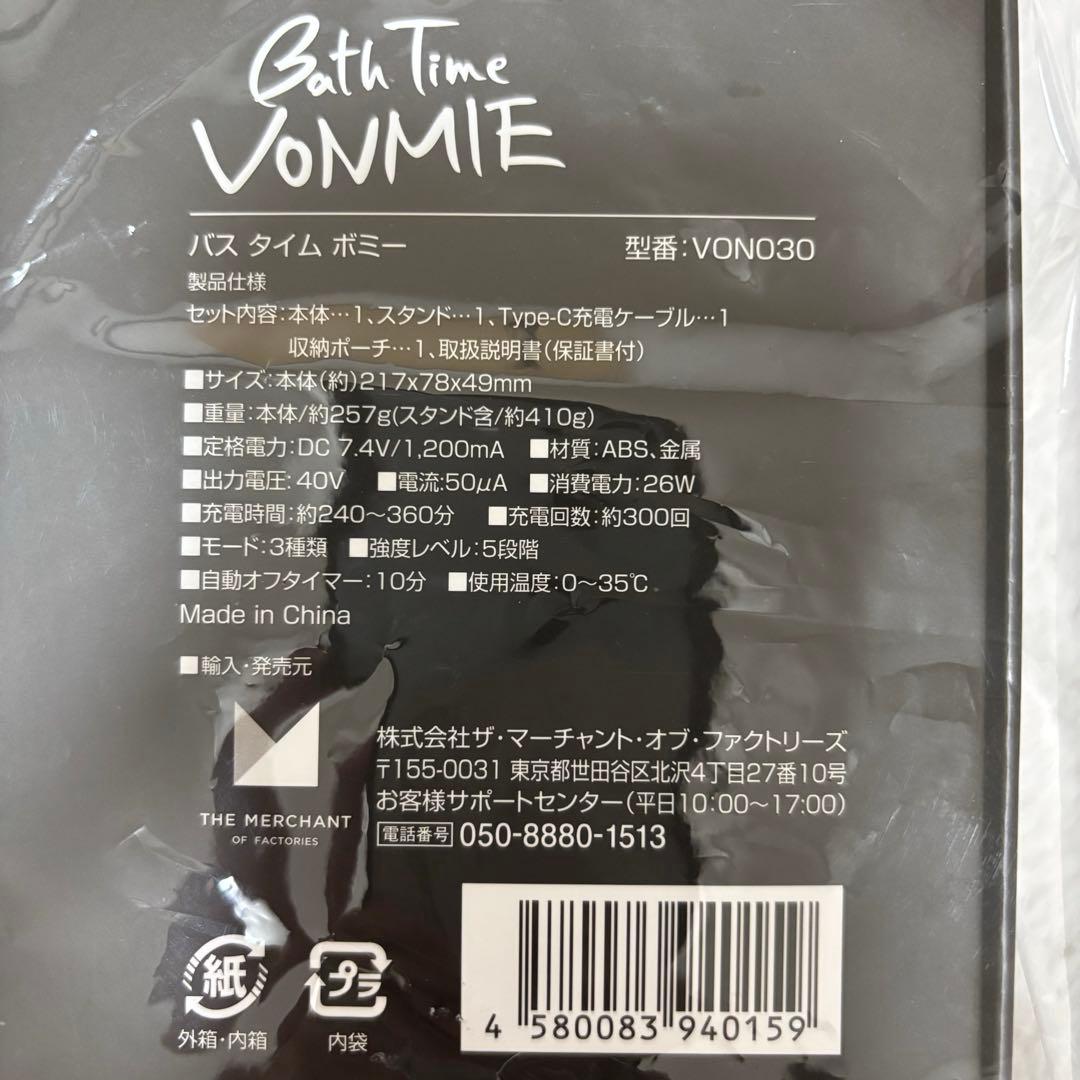 Bath Time
VONMIE
バス タイム ボミー 型番：VON030
製品仕様
セット内容：本体…1、スタンド…1、Type-C充電ケーブル…1
収納ポーチ…1、取扱説明書（保証書付）
■サイズ：本体（約）217x78x49mm
■重量：本体/約257g(スタンド含/約410g)
■定格電力：DC 7.4V/1,200mA ■材質：ABS、金属
■出力電圧：40V ■電流：50μA ■消費電力：26W
■充電時間：約240〜360分 ■充電回数：約300回
■モード：3種類 ■強度レベル：5段階
■自動オフタイマー：10分 ■使用温度：0〜35℃
Made in China
■輸入・発売元
株式会社ザ・マーチャント・オブ・ファクトリーズ
〒155-0031 東京都世田谷区北沢4丁目27番10号
お客様サポートセンター（平日10：00〜17：00）
電話番号 050-8880-1513
THE MERCHANT
OF FACTORIES
紙
外箱・内箱
プラ
内袋
4 580083 940159